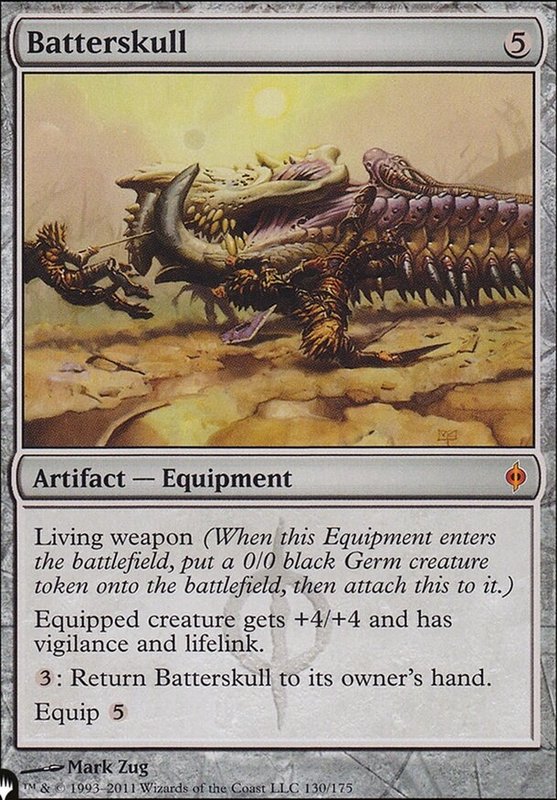 Batterskull 5
Artifact — Equipment
Living weapon (When this Equipment enters
the battlefield, put a 0/0 black Germ creature
token onto the battlefield, then attach this to it.)
Equipped creature gets +4/+4 and has
vigilance and lifelink.
3: Return Batterskull to its owner's hand.
Equip 5
Mark Zug
™ & © 1993–2011 Wizards of the Coast LLC 130/175